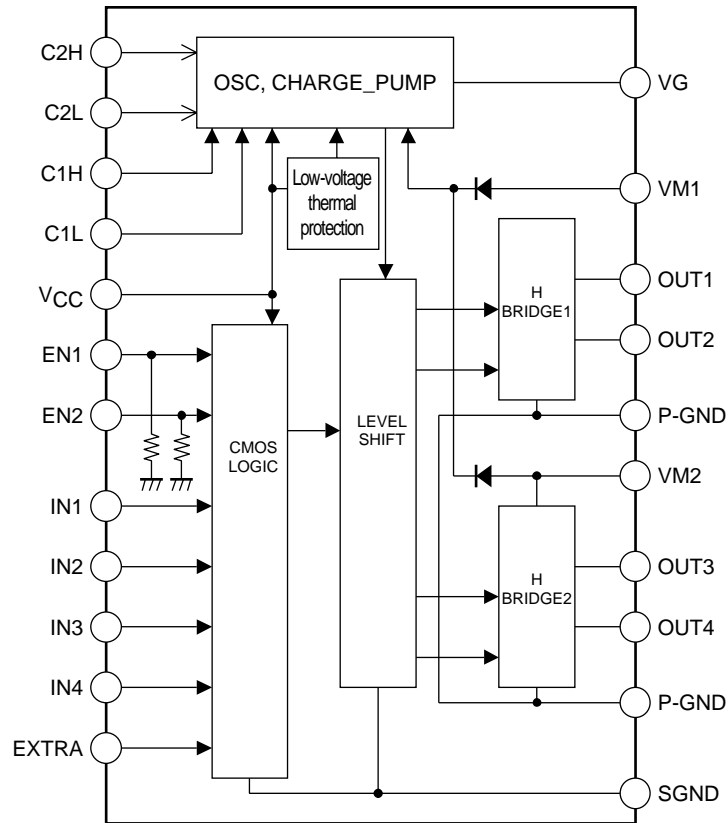 C2H
C2L
C1H
C1L
VCC
EN1
EN2
IN1
IN2
IN3
IN4
EXTRA
OSC, CHARGE_PUMP
Low-voltage
thermal
protection
CMOS
LOGIC
LEVEL
SHIFT
H
BRIDGE1
H
BRIDGE2
VG
VM1
OUT1
OUT2
P-GND
VM2
OUT3
OUT4
P-GND
SGND